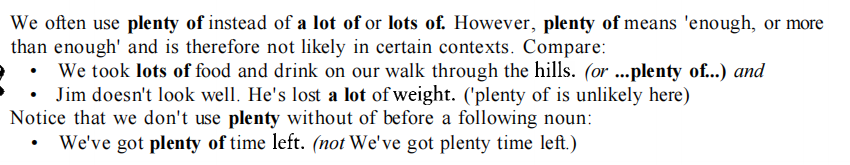 We often use plenty of instead of a lot of or lots of. However, plenty of means 'enough, or more
than enough' and is therefore not likely in certain contexts. Compare:
• We took lots of food and drink on our walk through the hills. (or ...plenty of...) and
• Jim doesn't look well. He's lost a lot of weight. ('plenty of is unlikely here)
Notice that we don't use plenty without of before a following noun:
• We've got plenty of time left. (not We've got plenty time left.)